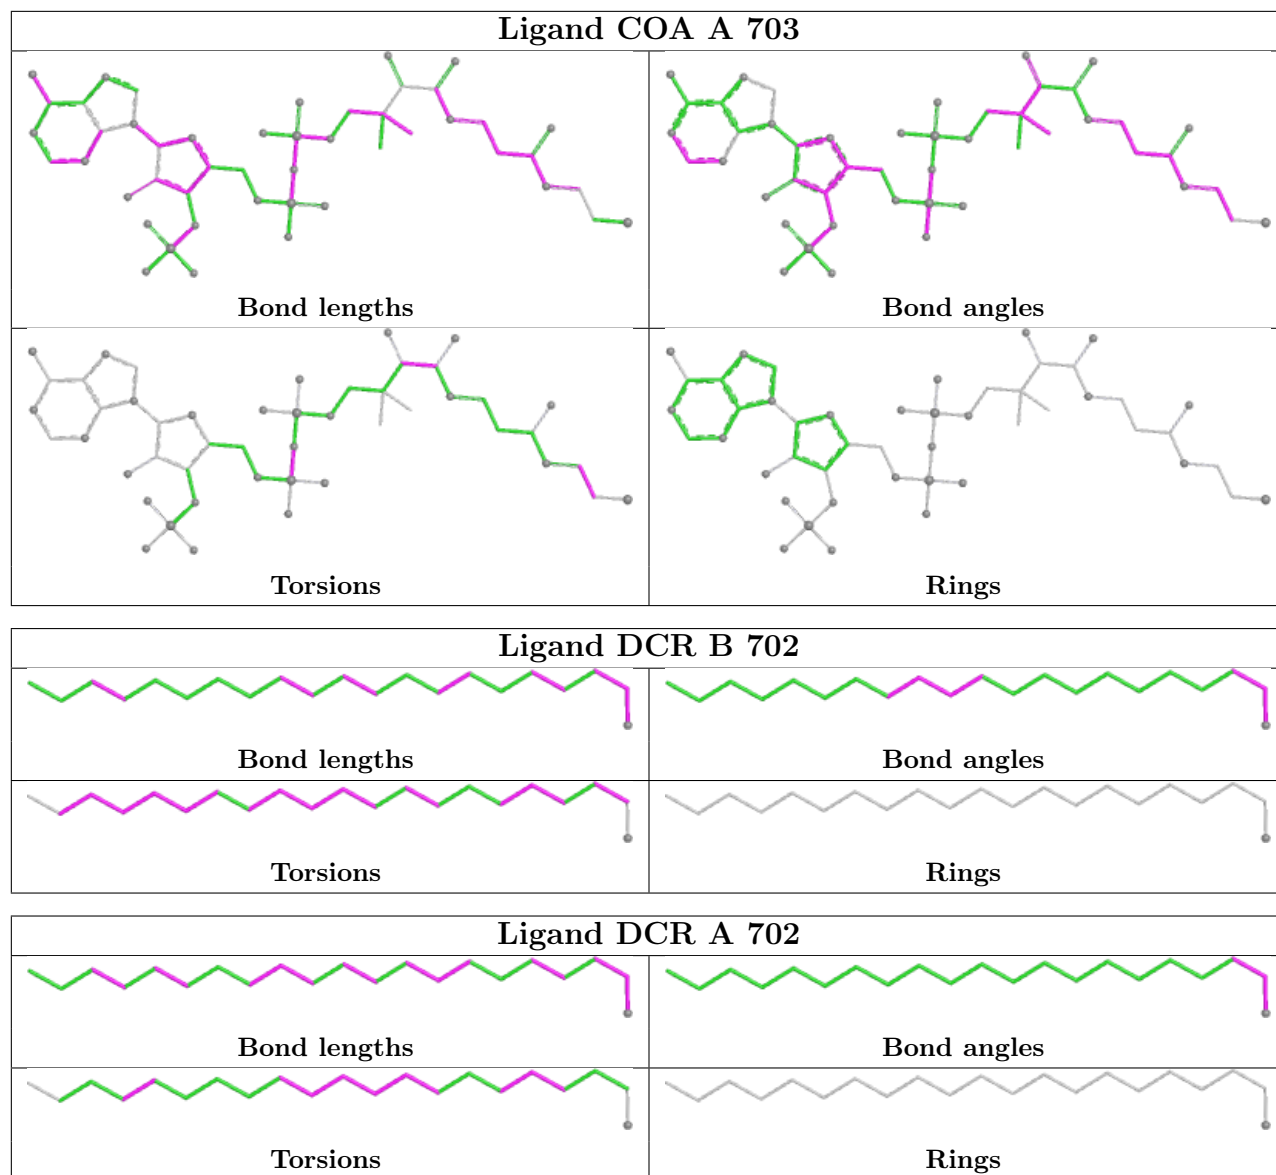 Ligand COA A 703
Bond lengths
Bond angles
Torsions
Rings
Ligand DCR B 702
Bond lengths
Bond angles
Torsions
Rings
Ligand DCR A 702
Bond lengths
Bond angles
Torsions
Rings